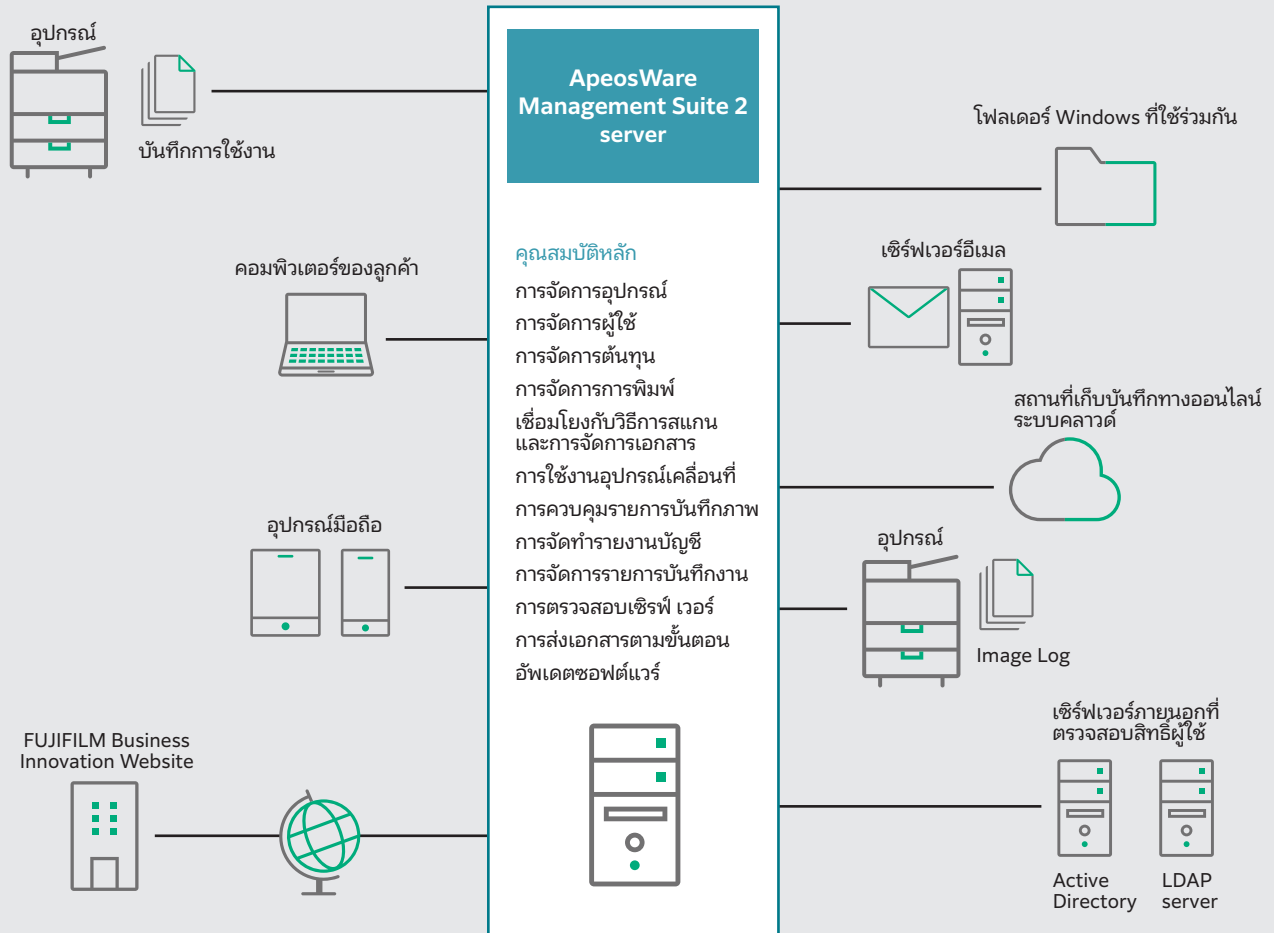 อุปกรณ์
บันทึกการใช้งาน
คอมพิวเตอร์ของลูกค้า
อุปกรณ์มือถือ
FUJIFILM Business
Innovation Website
ApeosWare
Management Suite 2
server
คุณสมบัติหลัก
การจัดการอุปกรณ์
การจัดการผู้ใช้
การจัดการต้นทุน
การจัดการการพิมพ์
เชื่อมโยงกับวิธีการสแกน
และการจัดการเอกสาร
การใช้งานอุปกรณ์เคลื่อนที่
การควบคุมรายการบันทึกภาพ
การจัดทำรายงานบัญชี
การจัดการรายการบันทึกงาน
การตรวจสอบเซิรฟ์ เวอร์
การส่งเอกสารตามขั้นตอน
อัพเดตซอฟต์แวร์
โฟลเดอร์ Windows ที่ใช้ร่วมกัน
เซิร์ฟเวอร์อีเมล
สถานที่เก็บบันทึกทางออนไลน์
ระบบคลาวด์
อุปกรณ์
Image Log
เซิร์ฟเวอร์ภายนอกที่
ตรวจสอบสิทธิ์ผู้ใช้
Active
Directory
LDAP
server